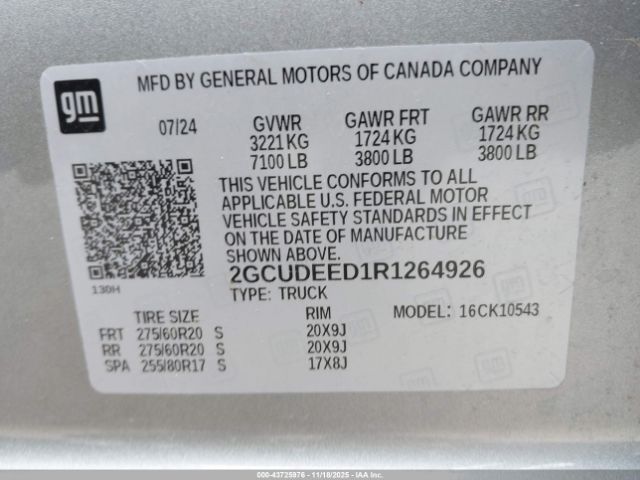 gm
MFD BY GENERAL MOTORS OF CANADA COMPANY
07/24 GVWR GAWR FRT GAWR RR
3221 KG 1724 KG 1724 KG
7100 LB 3800 LB 3800 LB
THIS VEHICLE CONFORMS TO ALL
APPLICABLE U.S. FEDERAL MOTOR
VEHICLE SAFETY STANDARDS IN EFFECT
ON THE DATE OF MANUFACTURE
SHOWN ABOVE.
2GCUDEED1R1264926
130H
TYPE: TRUCK
TIRE SIZE RIM MODEL: 16CK10543
FRT 275/60R20 S 20X9J
RR 275/60R20 S 20X9J
SPA 255/80R17 S 17X8J
000-43725976 - 11/18/2025 - IAA, Inc.